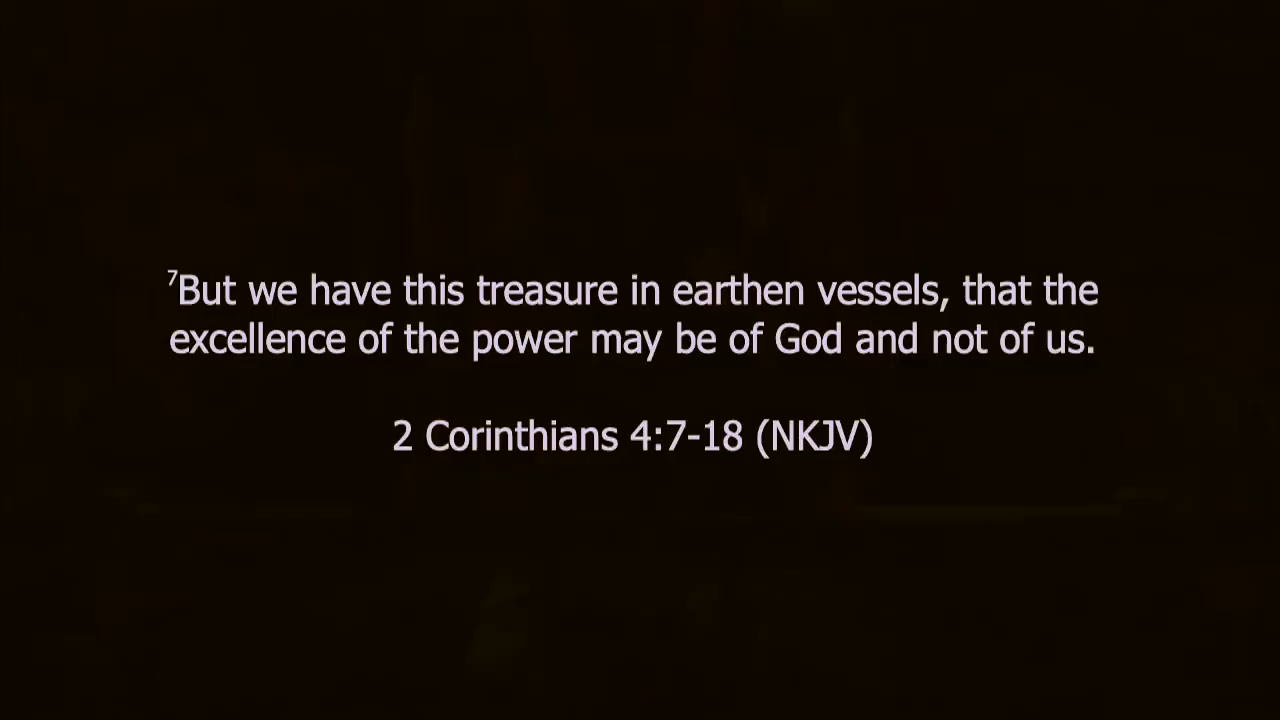 ⁷But we have this treasure in earthen vessels, that the
excellence of the power may be of God and not of us.
2 Corinthians 4:7-18 (NKJV)